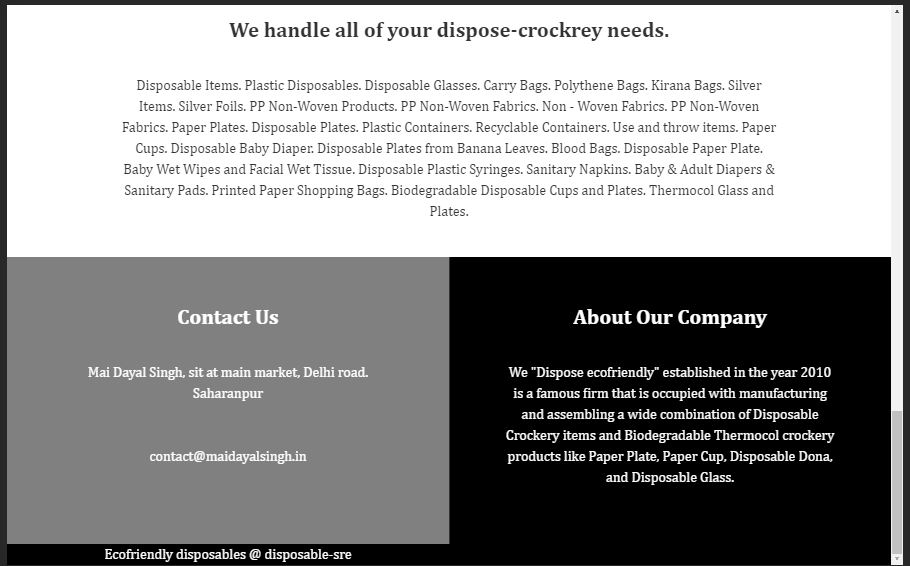 We handle all of your dispose-crockrey needs.
Disposable Items. Plastic Disposables. Disposable Glasses. Carry Bags. Polythene Bags. Kirana Bags. Silver
Items. Silver Foils. PP Non-Woven Products. PP Non-Woven Fabrics. Non - Woven Fabrics. PP Non-Woven
Fabrics. Paper Plates. Disposable Plates. Plastic Containers. Recyclable Containers. Use and throw items. Paper
Cups. Disposable Baby Diaper. Disposable Plates from Banana Leaves. Blood Bags. Disposable Paper Plate.
Baby Wet Wipes and Facial Wet Tissue. Disposable Plastic Syringes. Sanitary Napkins. Baby & Adult Diapers &
Sanitary Pads. Printed Paper Shopping Bags. Biodegradable Disposable Cups and Plates. Thermocol Glass and
Plates.
Contact Us
Mai Dayal Singh, sit at main market, Delhi road.
Saharanpur
contact@maidayalsingh.in
About Our Company
We "Dispose ecofriendly" established in the year 2010
is a famous firm that is occupied with manufacturing
and assembling a wide combination of Disposable
Crockery items and Biodegradable Thermocol crockery
products like Paper Plate, Paper Cup, Disposable Dona,
and Disposable Glass.
Ecofriendly disposables @ disposable-sre